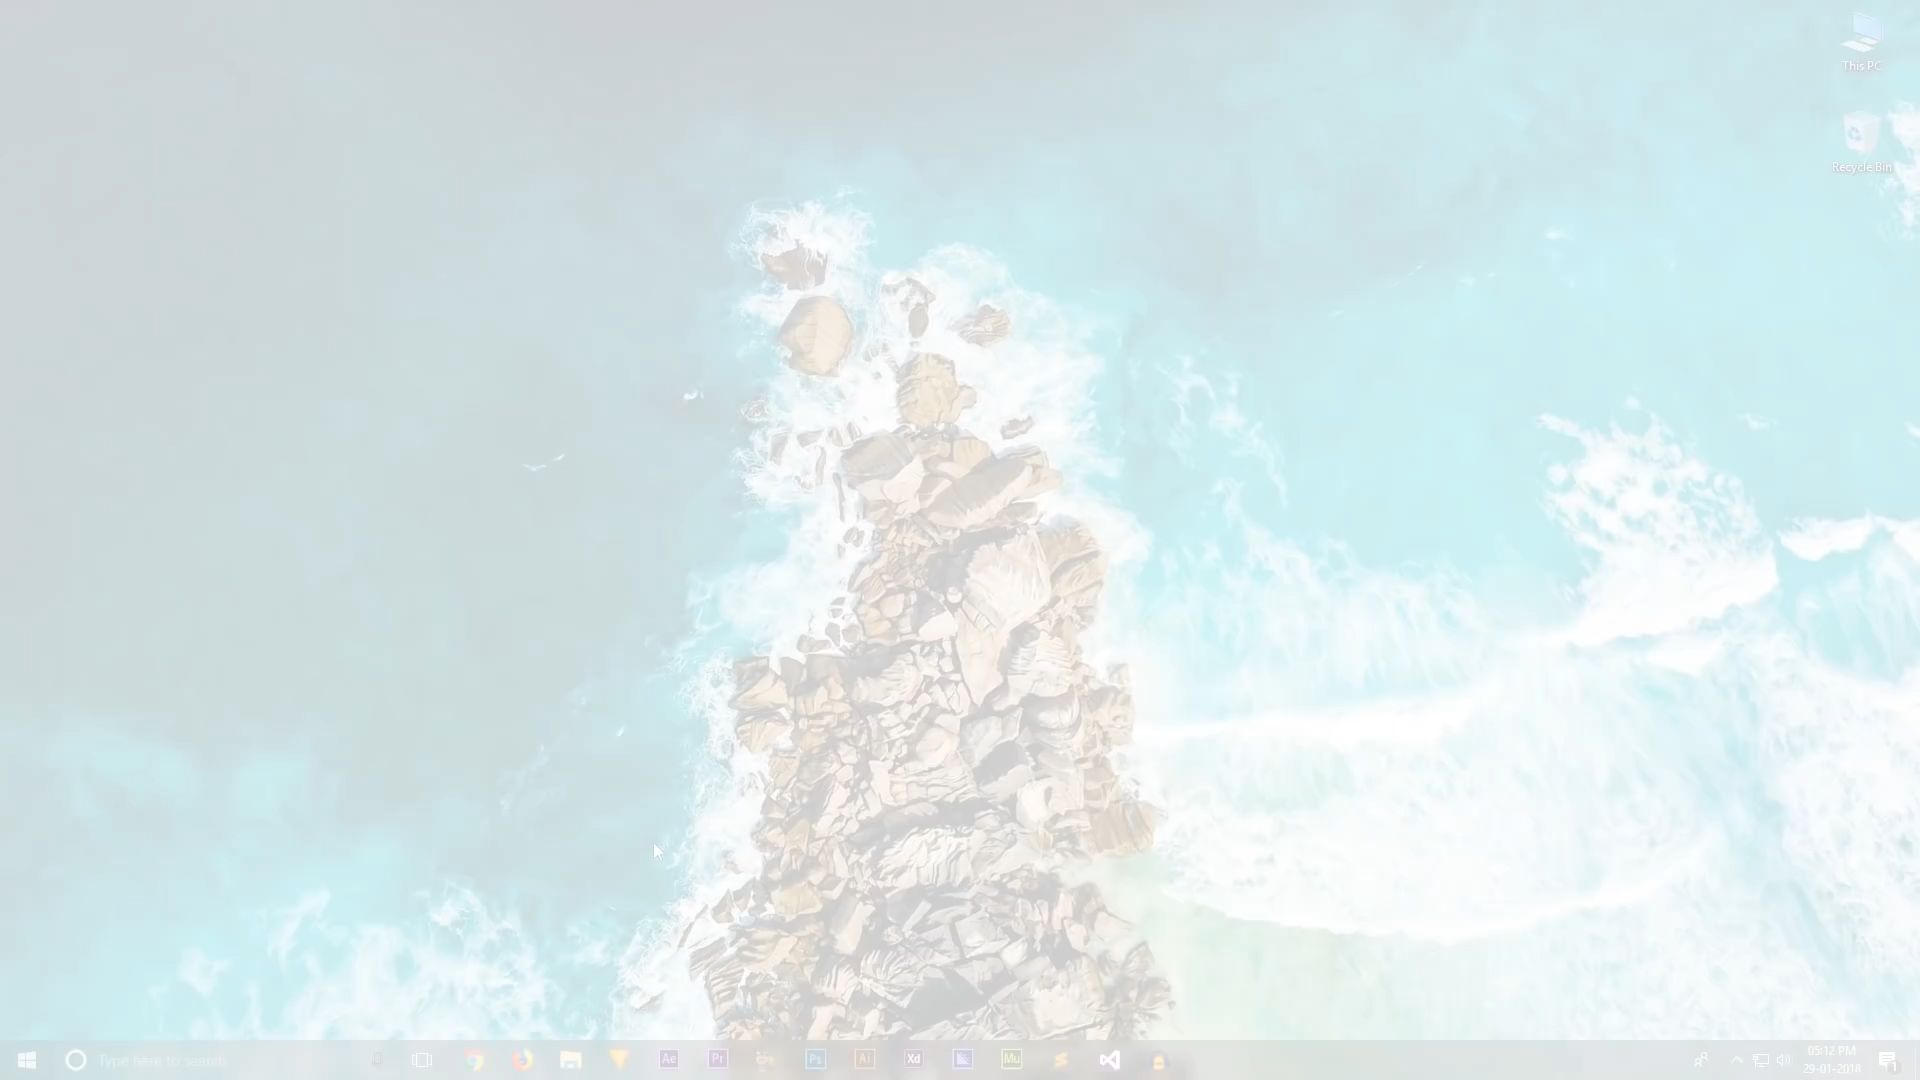 This PC
Recycle Bin
Type here to search
Ae
Pr
Ps
Ai
Xd
Mu
05:12 PM
29-01-2018
1